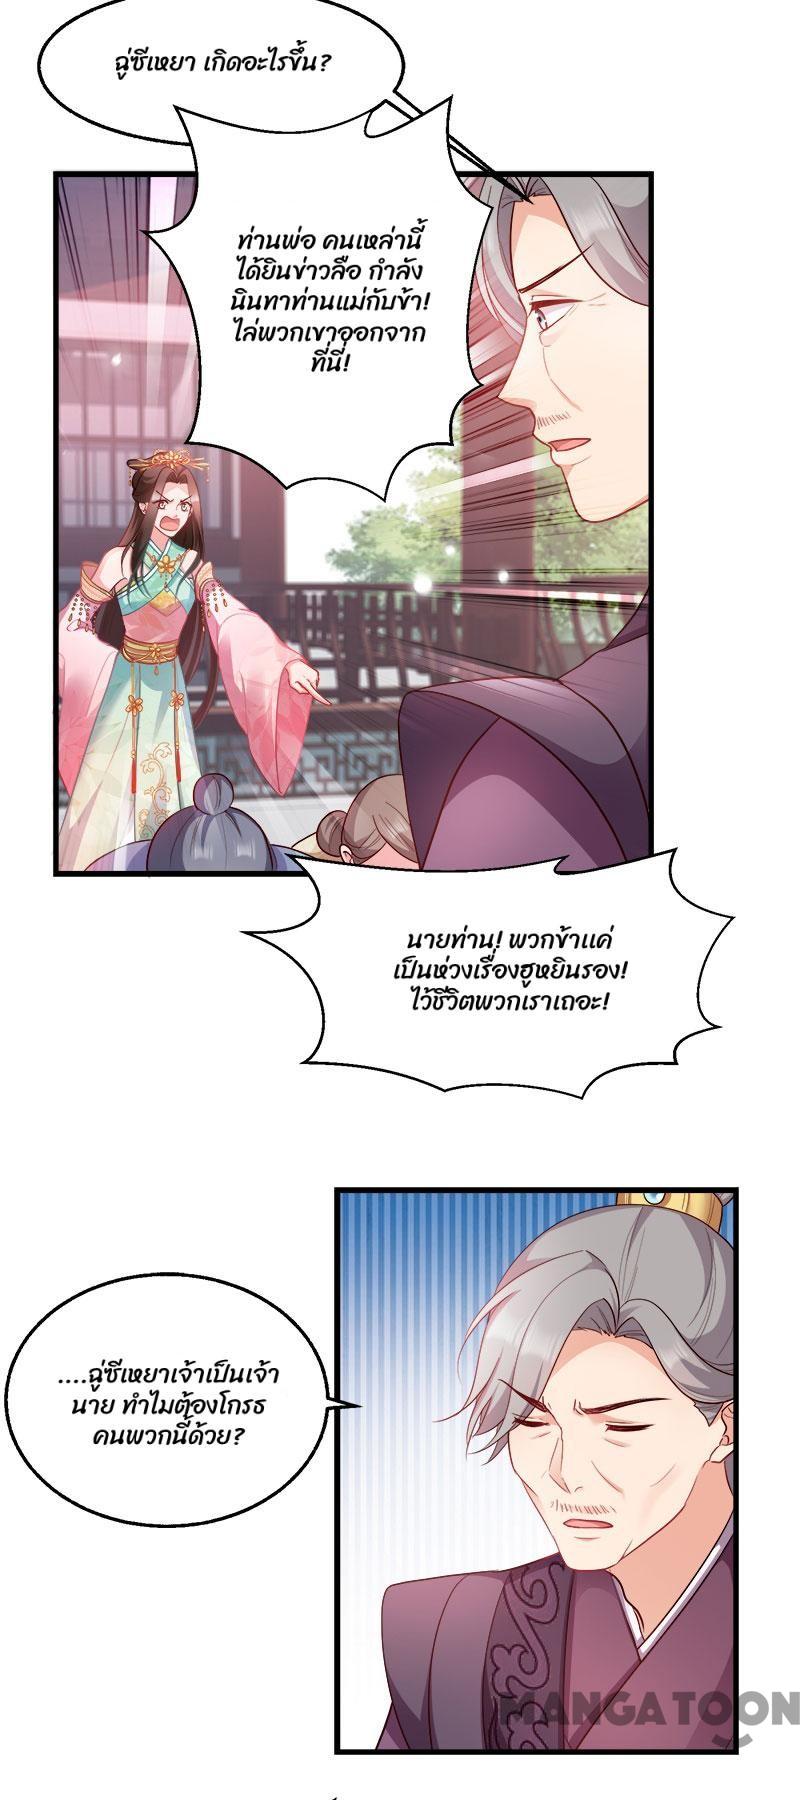 ฉู่ซีเหยา เกิดอะไรขึ้น?
ท่านพ่อ คนเหล่านี้
ได้ยินข่าวลือ กำลัง
นินทาท่านแม่กับข้า!
ไล่พวกเขาออกจาก
ที่นี่!
นายท่าน! พวกข้าแค่
เป็นห่วงเรื่องฮูหยินรอง!
ไว้ชีวิตพวกเราเถอะ!
....ฉู่ซีเหยาเจ้าเป็นเจ้า
นาย ทำไมต้องโกรธ
คนพวกนี้ด้วย?
MANGATOON